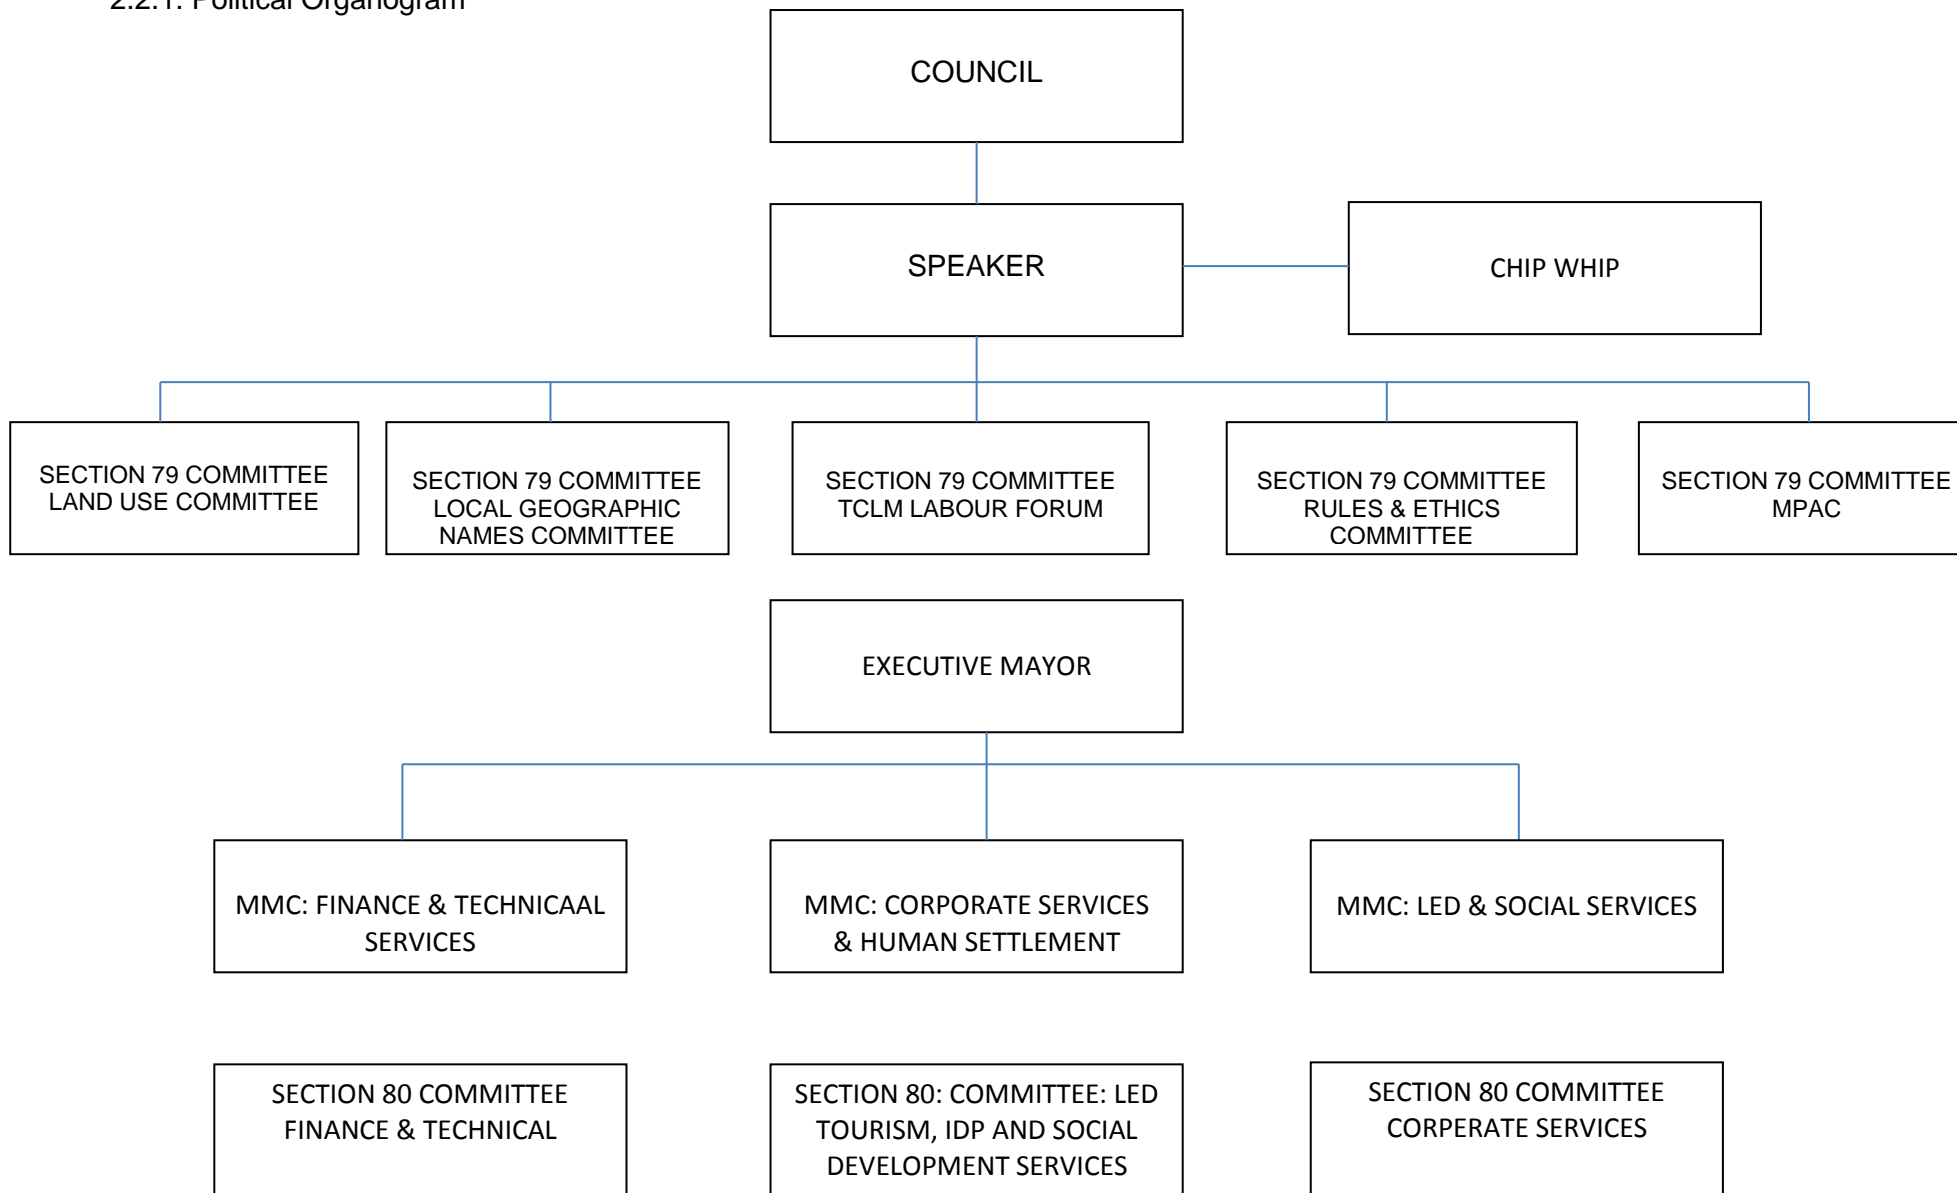 2.2.1. Political Organogram
COUNCIL
SPEAKER
CHIP WHIP
SECTION 79 COMMITTEE
LAND USE COMMITTEE
SECTION 79 COMMITTEE
LOCAL GEOGRAPHIC
NAMES COMMITTEE
SECTION 79 COMMITTEE
TCLM LABOUR FORUM
SECTION 79 COMMITTEE
RULES & ETHICS
COMMITTEE
SECTION 79 COMMITTEE
MPAC
EXECUTIVE MAYOR
MMC: FINANCE & TECHNICAAL
SERVICES
MMC: CORPORATE SERVICES
& HUMAN SETTLEMENT
MMC: LED & SOCIAL SERVICES
SECTION 80 COMMITTEE
FINANCE & TECHNICAL
SECTION 80: COMMITTEE: LED
TOURISM, IDP AND SOCIAL
DEVELOPMENT SERVICES
SECTION 80 COMMITTEE
CORPERATE SERVICES